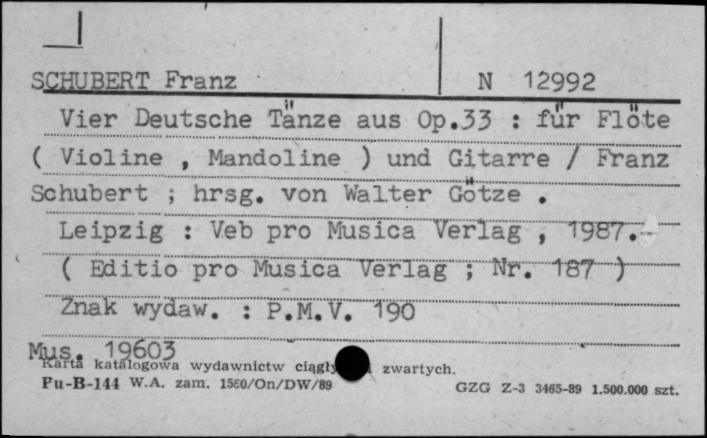 SCHUBERT Franz N 12992
Vier Deutsche Tänze aus Op.33 : für Flöte
( Violine , Mandoline ) und Gitarre / Franz
Schubert ; hrsg. von Walter Götze .
Leipzig : Veb pro Musica Verlag , 1987.-
( Editio pro Musica Verlag ; Nr. 187 )
Znak wydaw. : P.M.V. 190
Mus. 19603
Karta katalogowa wydawnictw zwartych.
Pu-B-144 W.A. zam. 1560/On/DW/89 GZG Z-3 3465-89 1.500.000 szt.